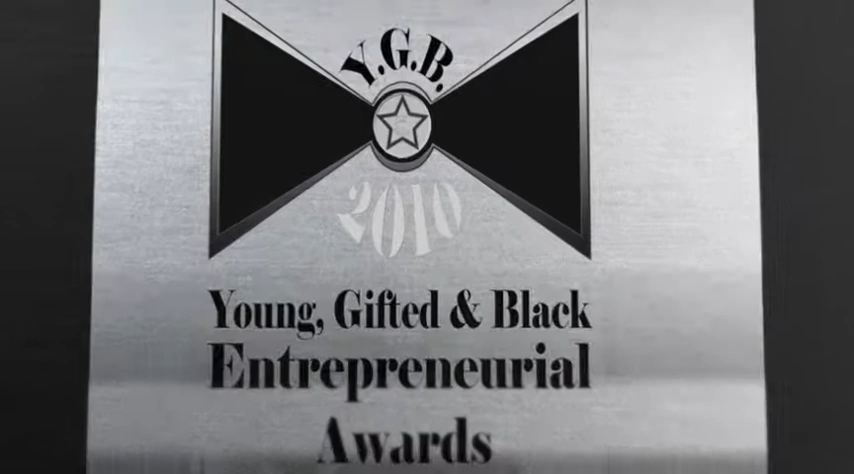 Y.G.B.
2010
Young, Gifted & Black
Entrepreneurial
Awards